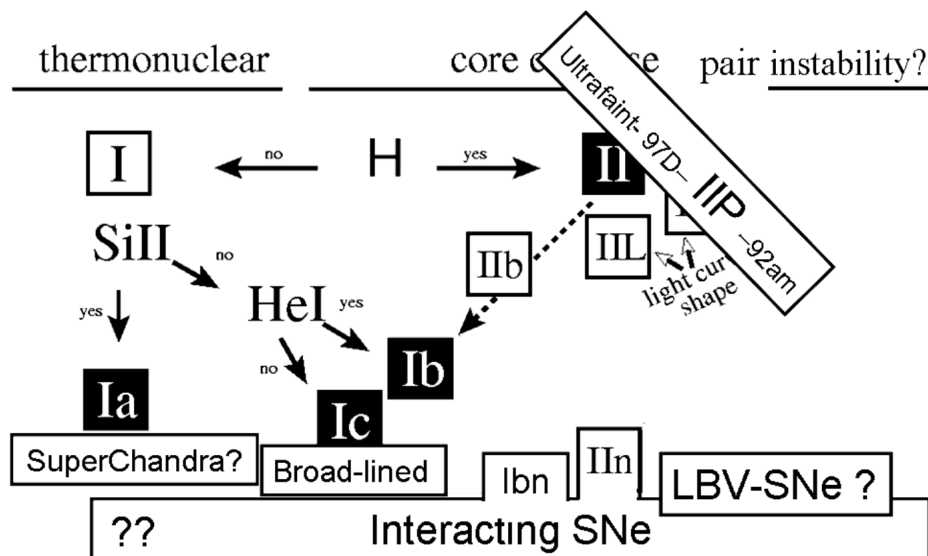 thermonuclear
core c se
pair instability?
I
no
H
yes
II
Ultrafaint- 97D– IIP –92am
SiII
no
IIb
IIL
light cur
shape
yes
HeI
yes
no
Ib
Ia
Ic
SuperChandra?
Broad-lined
Ibn
IIn
LBV-SNe ?
??
Interacting SNe